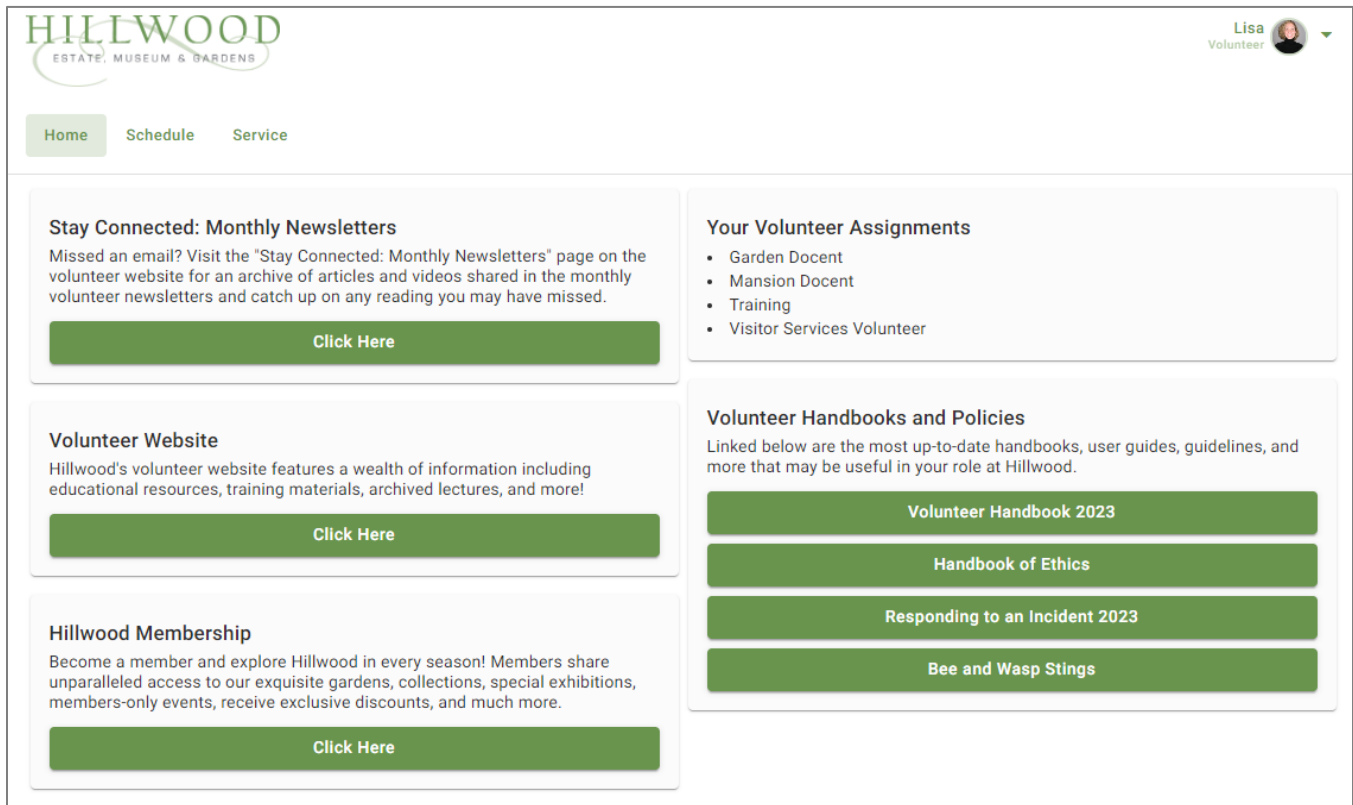 HILLWOOD
ESTATE, MUSEUM & GARDENS
Lisa
Volunteer
Home
Schedule
Service
Stay Connected: Monthly Newsletters
Missed an email? Visit the "Stay Connected: Monthly Newsletters" page on the
volunteer website for an archive of articles and videos shared in the monthly
volunteer newsletters and catch up on any reading you may have missed.
Click Here
Volunteer Website
Hillwood's volunteer website features a wealth of information including
educational resources, training materials, archived lectures, and more!
Click Here
Hillwood Membership
Become a member and explore Hillwood in every season! Members share
unparalleled access to our exquisite gardens, collections, special exhibitions,
members-only events, receive exclusive discounts, and much more.
Click Here
Your Volunteer Assignments
• Garden Docent
• Mansion Docent
• Training
• Visitor Services Volunteer
Volunteer Handbooks and Policies
Linked below are the most up-to-date handbooks, user guides, guidelines, and
more that may be useful in your role at Hillwood.
Volunteer Handbook 2023
Handbook of Ethics
Responding to an Incident 2023
Bee and Wasp Stings